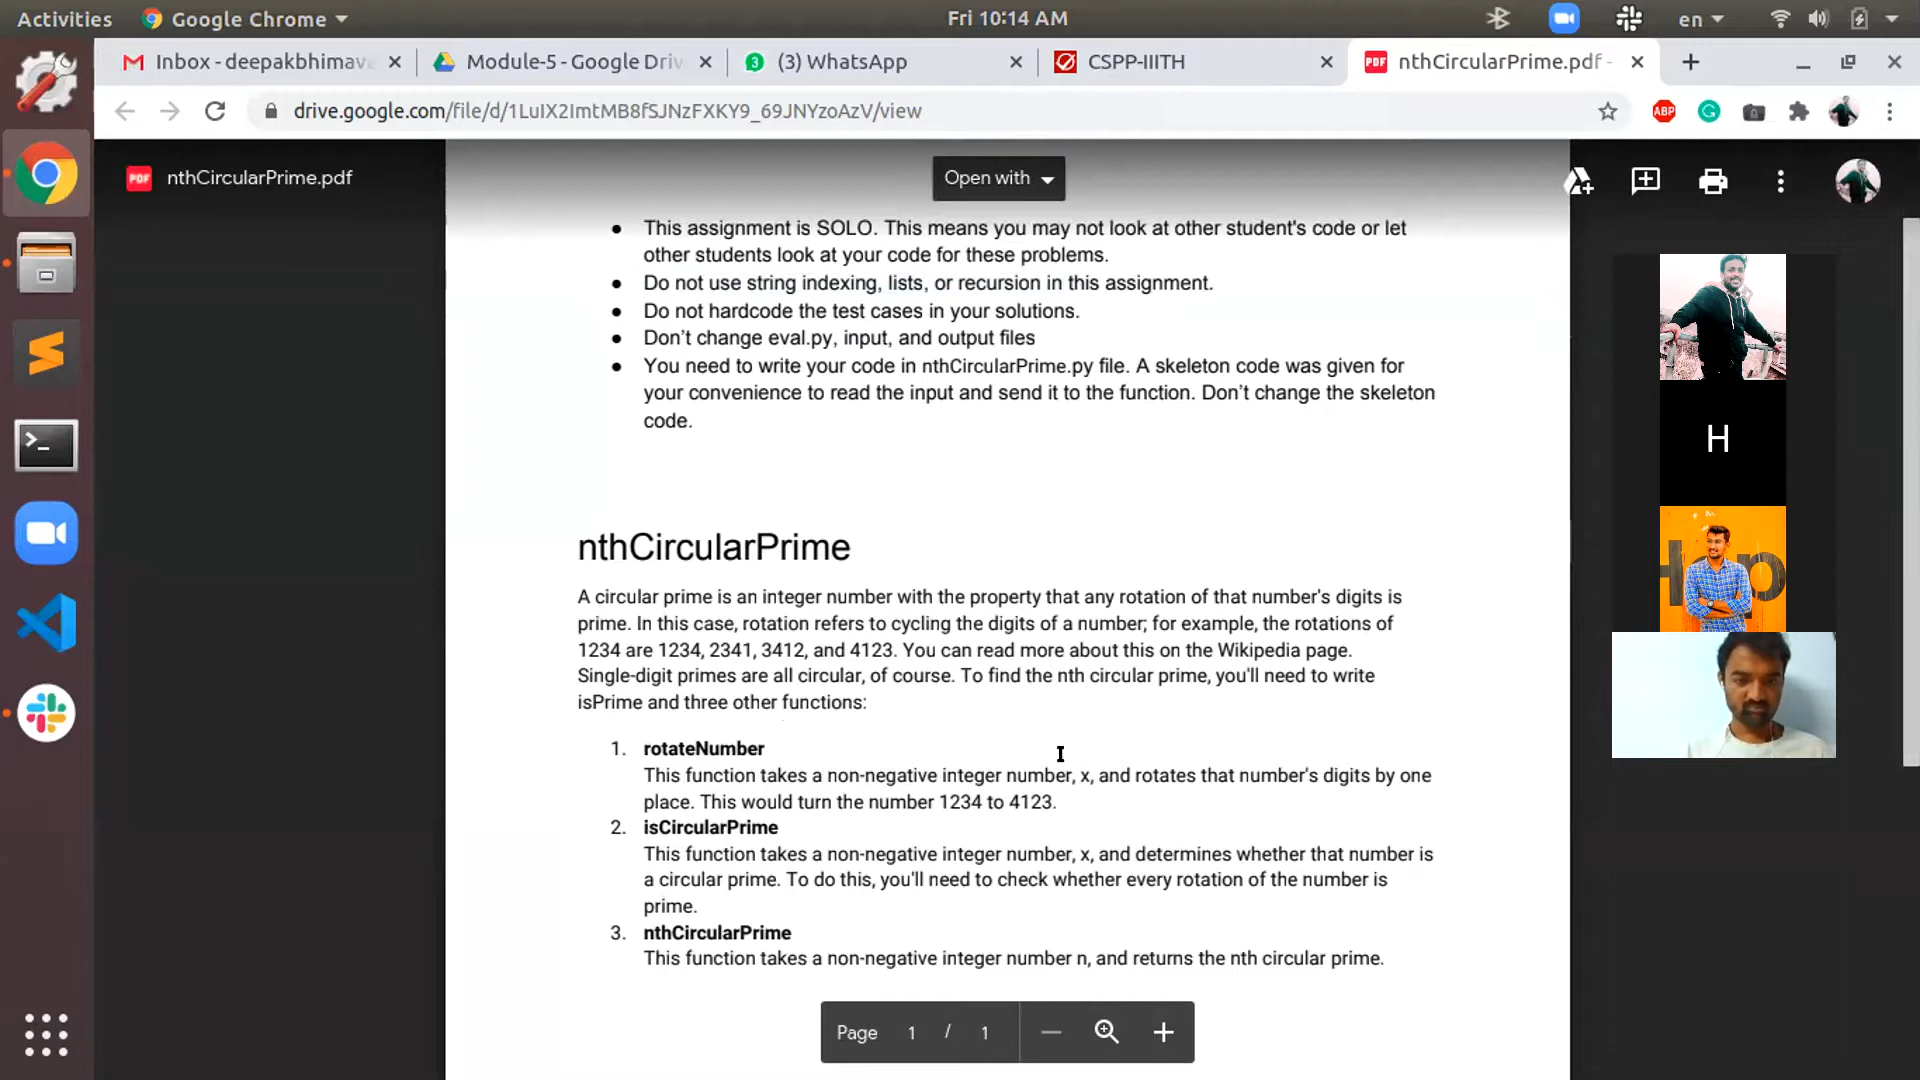 Activities
Google Chrome
Fri 10:14 AM
en
Inbox - deepakbhimave
Module-5 - Google Driv
(3) WhatsApp
CSPP-IIITH
nthCircularPrime.pdf -
drive.google.com/file/d/1LuIX2ImtMB8fSJNzFXKY9_69JNYzoAzV/view
PDF nthCircularPrime.pdf
Open with
● This assignment is SOLO. This means you may not look at other student's code or let
other students look at your code for these problems.
● Do not use string indexing, lists, or recursion in this assignment.
● Do not hardcode the test cases in your solutions.
● Don’t change eval.py, input, and output files
● You need to write your code in nthCircularPrime.py file. A skeleton code was given for
your convenience to read the input and send it to the function. Don’t change the skeleton
code.
H
nthCircularPrime
A circular prime is an integer number with the property that any rotation of that number's digits is
prime. In this case, rotation refers to cycling the digits of a number; for example, the rotations of
1234 are 1234, 2341, 3412, and 4123. You can read more about this on the Wikipedia page.
Single-digit primes are all circular, of course. To find the nth circular prime, you'll need to write
isPrime and three other functions:
1. rotateNumber
This function takes a non-negative integer number, x, and rotates that number's digits by one
place. This would turn the number 1234 to 4123.
2. isCircularPrime
This function takes a non-negative integer number, x, and determines whether that number is
a circular prime. To do this, you'll need to check whether every rotation of the number is
prime.
3. nthCircularPrime
This function takes a non-negative integer number n, and returns the nth circular prime.
Page 1 / 1